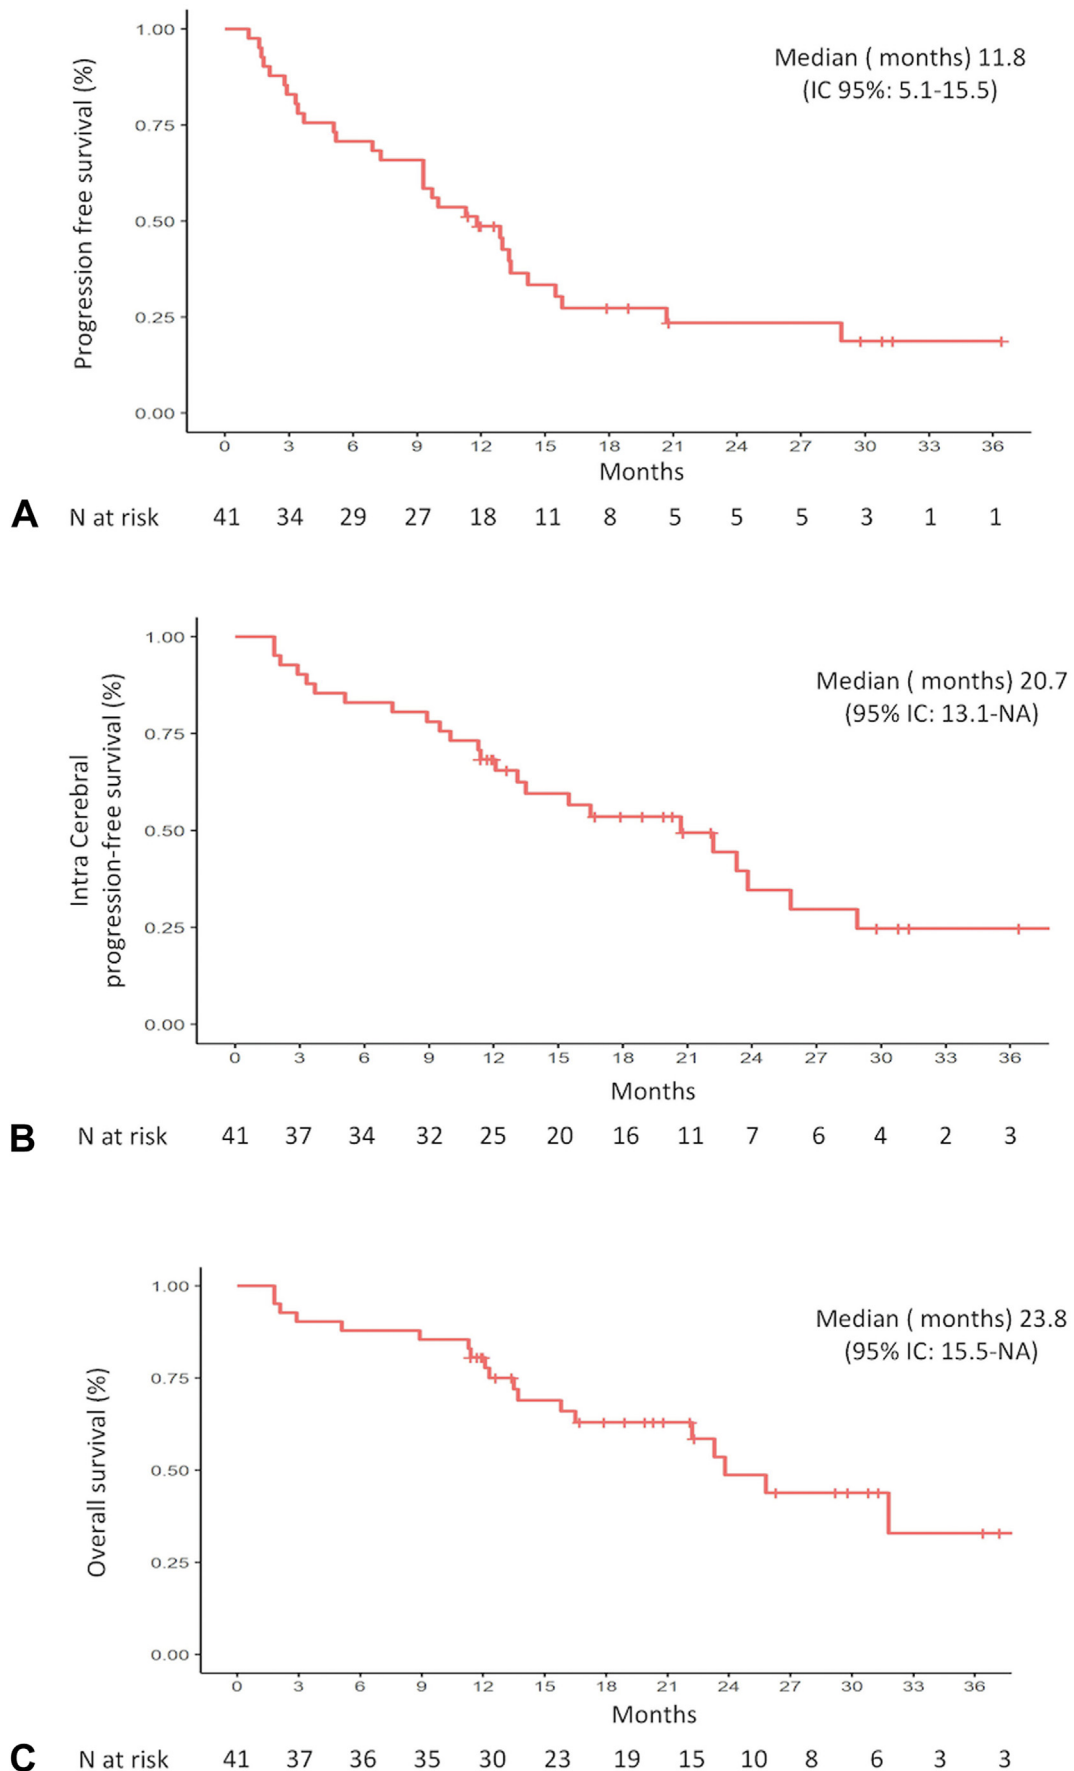 1.00
Median ( months) 11.8
(IC 95%: 5.1-15.5)
0.75
Progression free survival (%)
0.50
0.25
0.00
0 3 6 9 12 15 18 21 24 27 30 33 36
Months
A N at risk 41 34 29 27 18 11 8 5 5 5 3 1 1
1.00
Median ( months) 20.7
(95% IC: 13.1-NA)
0.75
Intra Cerebral
progression-free survival (%)
0.50
0.25
0.00
0 3 6 9 12 15 18 21 24 27 30 33 36
Months
B N at risk 41 37 34 32 25 20 16 11 7 6 4 2 3
1.00
Median ( months) 23.8
(95% IC: 15.5-NA)
0.75
Overall survival (%)
0.50
0.25
0.00
0 3 6 9 12 15 18 21 24 27 30 33 36
Months
C N at risk 41 37 36 35 30 23 19 15 10 8 6 3 3